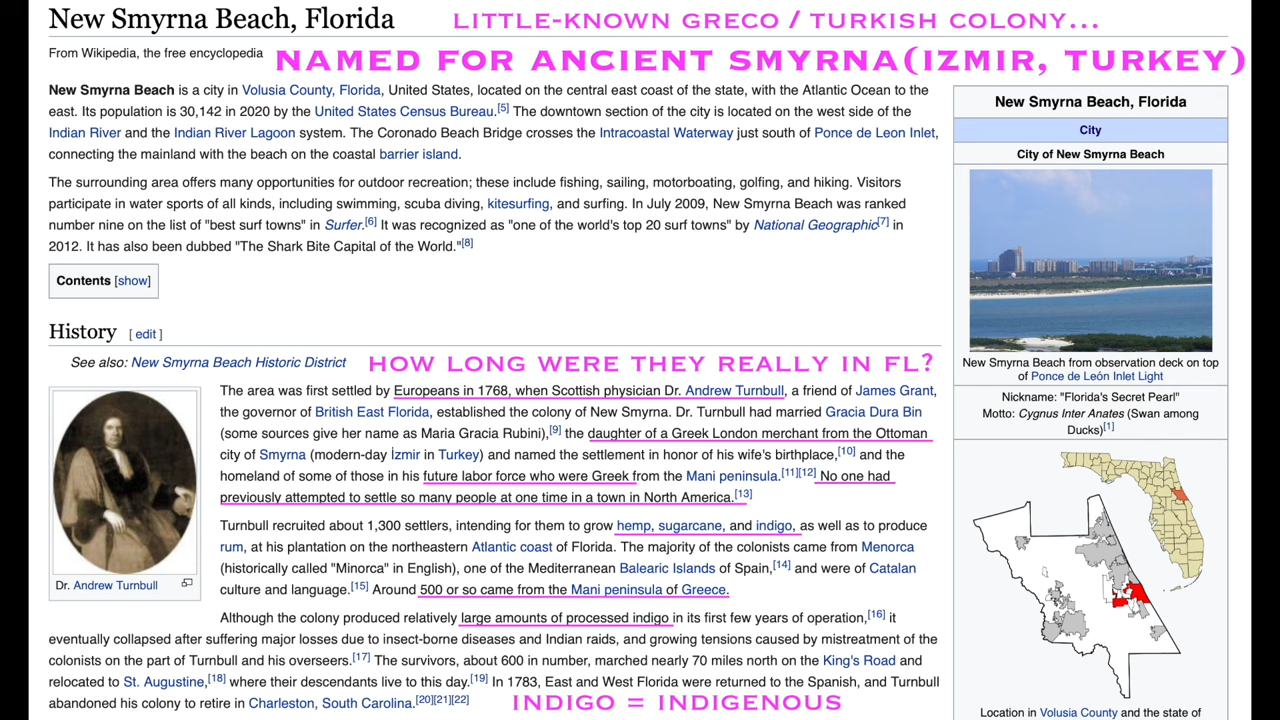 New Smyrna Beach, Florida
LITTLE-KNOWN GRECO / TURKISH COLONY...
From Wikipedia, the free encyclopedia
NAMED FOR ANCIENT SMYRNA(IZMIR, TURKEY)
New Smyrna Beach is a city in Volusia County, Florida, United States, located on the central east coast of the state, with the Atlantic Ocean to the
east. Its population is 30,142 in 2020 by the United States Census Bureau.[5] The downtown section of the city is located on the west side of the
Indian River and the Indian River Lagoon system. The Coronado Beach Bridge crosses the Intracoastal Waterway just south of Ponce de Leon Inlet,
connecting the mainland with the beach on the coastal barrier island.
The surrounding area offers many opportunities for outdoor recreation; these include fishing, sailing, motorboating, golfing, and hiking. Visitors
participate in water sports of all kinds, including swimming, scuba diving, kitesurfing, and surfing. In July 2009, New Smyrna Beach was ranked
number nine on the list of "best surf towns" in Surfer.[6] It was recognized as "one of the world's top 20 surf towns" by National Geographic[7] in
2012. It has also been dubbed "The Shark Bite Capital of the World."[8]
Contents [show]
History [ edit ]
See also: New Smyrna Beach Historic District
HOW LONG WERE THEY REALLY IN FL?
The area was first settled by Europeans in 1768, when Scottish physician Dr. Andrew Turnbull, a friend of James Grant,
the governor of British East Florida, established the colony of New Smyrna. Dr. Turnbull had married Gracia Dura Bin
(some sources give her name as Maria Gracia Rubini),[9] the daughter of a Greek London merchant from the Ottoman
city of Smyrna (modern-day İzmir in Turkey) and named the settlement in honor of his wife's birthplace,[10] and the
homeland of some of those in his future labor force who were Greek from the Mani peninsula.[11][12] No one had
previously attempted to settle so many people at one time in a town in North America.[13]
Dr. Andrew Turnbull
Turnbull recruited about 1,300 settlers, intending for them to grow hemp, sugarcane, and indigo, as well as to produce
rum, at his plantation on the northeastern Atlantic coast of Florida. The majority of the colonists came from Menorca
(historically called "Minorca" in English), one of the Mediterranean Balearic Islands of Spain,[14] and were of Catalan
culture and language.[15] Around 500 or so came from the Mani peninsula of Greece.
Although the colony produced relatively large amounts of processed indigo in its first few years of operation,[16] it
eventually collapsed after suffering major losses due to insect-borne diseases and Indian raids, and growing tensions caused by mistreatment of the
colonists on the part of Turnbull and his overseers.[17] The survivors, about 600 in number, marched nearly 70 miles north on the King's Road and
relocated to St. Augustine,[18] where their descendants live to this day.[19] In 1783, East and West Florida were returned to the Spanish, and Turnbull
abandoned his colony to retire in Charleston, South Carolina.[20][21][22]
INDIGO = INDIGENOUS
New Smyrna Beach, Florida
City
City of New Smyrna Beach
New Smyrna Beach from observation deck on top
of Ponce de León Inlet Light
Nickname: "Florida's Secret Pearl"
Motto: Cygnus Inter Anates (Swan among
Ducks)[1]
Location in Volusia County and the state of